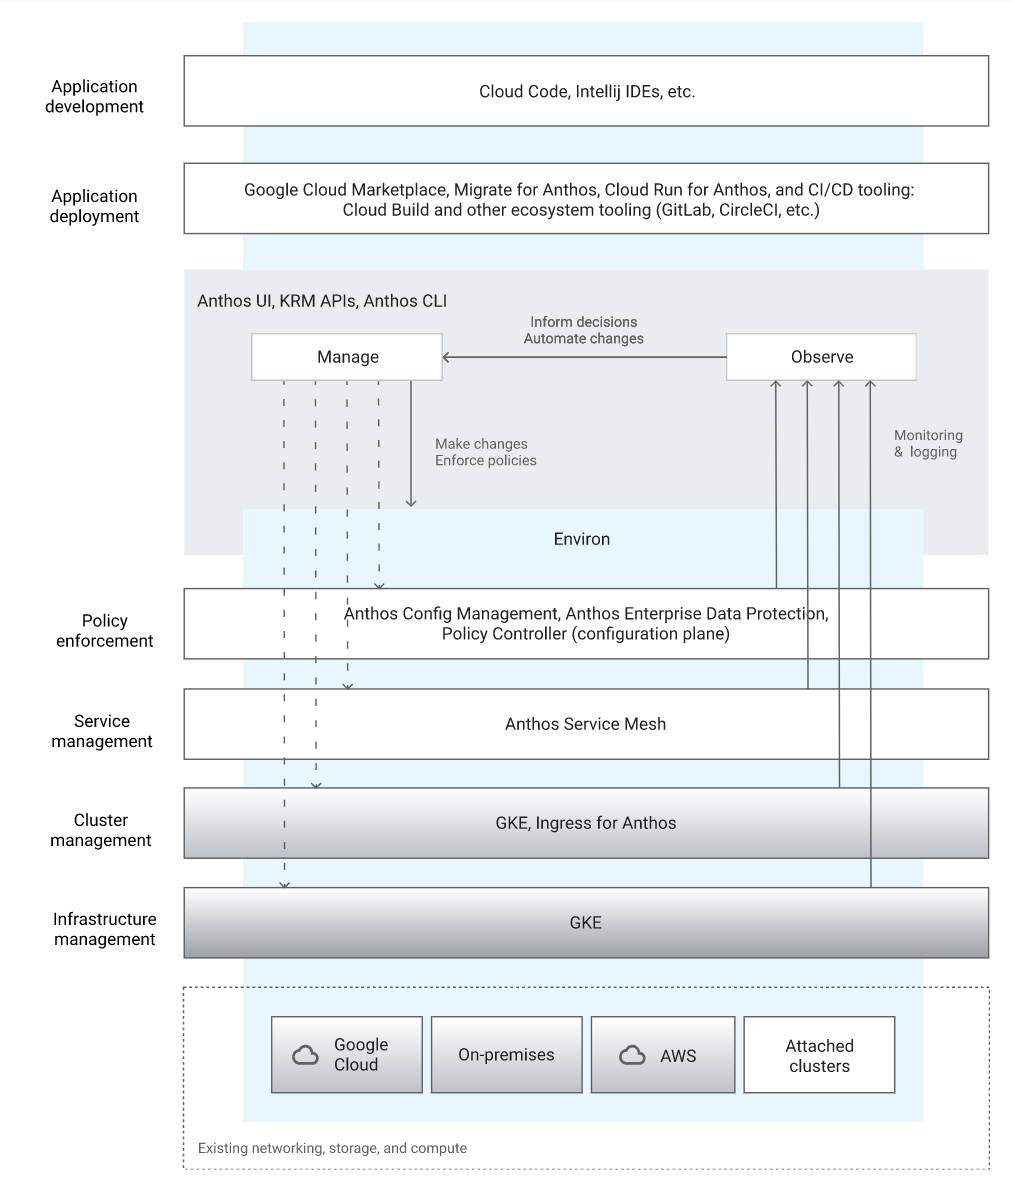 Application
development
Cloud Code, Intellij IDEs, etc.
Application
deployment
Google Cloud Marketplace, Migrate for Anthos, Cloud Run for Anthos, and CI/CD tooling:
Cloud Build and other ecosystem tooling (GitLab, CircleCI, etc.)
Anthos UI, KRM APIs, Anthos CLI
Manage
Inform decisions
Automate changes
Observe
Make changes
Enforce policies
Monitoring
& logging
Environ
Policy
enforcement
Anthos Config Management, Anthos Enterprise Data Protection,
Policy Controller (configuration plane)
Service
management
Anthos Service Mesh
Cluster
management
GKE, Ingress for Anthos
Infrastructure
management
GKE
Google
Cloud
On-premises
AWS
Attached
clusters
Existing networking, storage, and compute